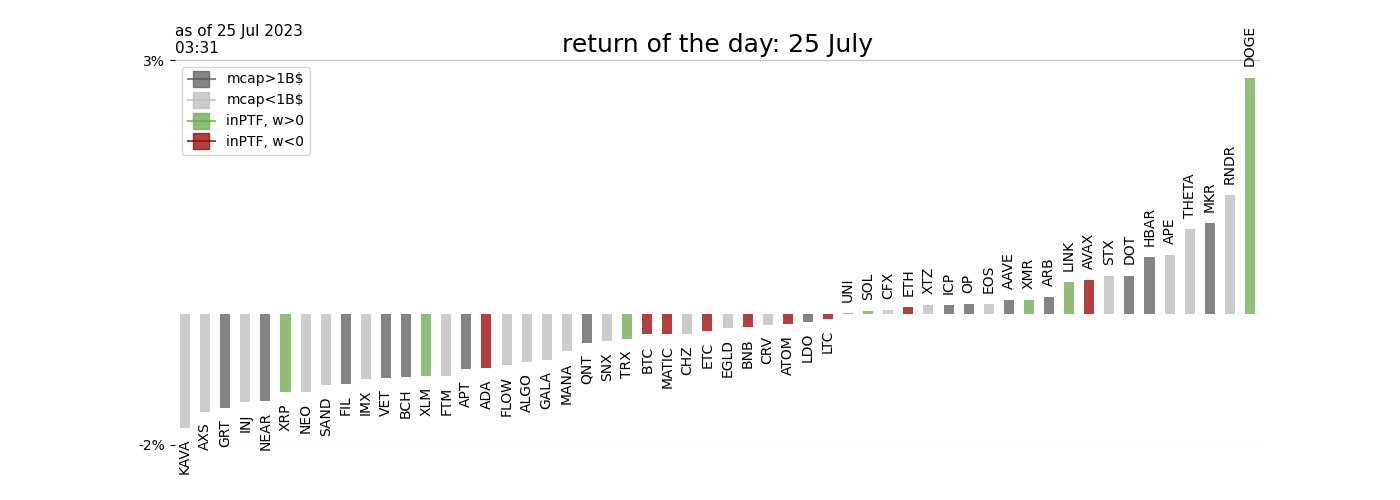 as of 25 Jul 2023
03:31
return of the day: 25 July
3%
mcap>1B$
mcap<1B$
inPTF, w>0
inPTF, w<0
-2%
KAVA
AXS
GRT
INJ
NEAR
XRP
NEO
SAND
FIL
IMX
VET
BCH
XLM
FTM
APT
ADA
FLOW
ALGO
GALA
MANA
QNT
SNX
TRX
BTC
MATIC
CHZ
ETC
EGLD
BNB
CRV
ATOM
LDO
LTC
UNI
SOL
CFX
ETH
XTZ
ICP
OP
EOS
AAVE
XMR
ARB
LINK
AVAX
STX
DOT
HBAR
APE
THETA
MKR
RNDR
DOGE